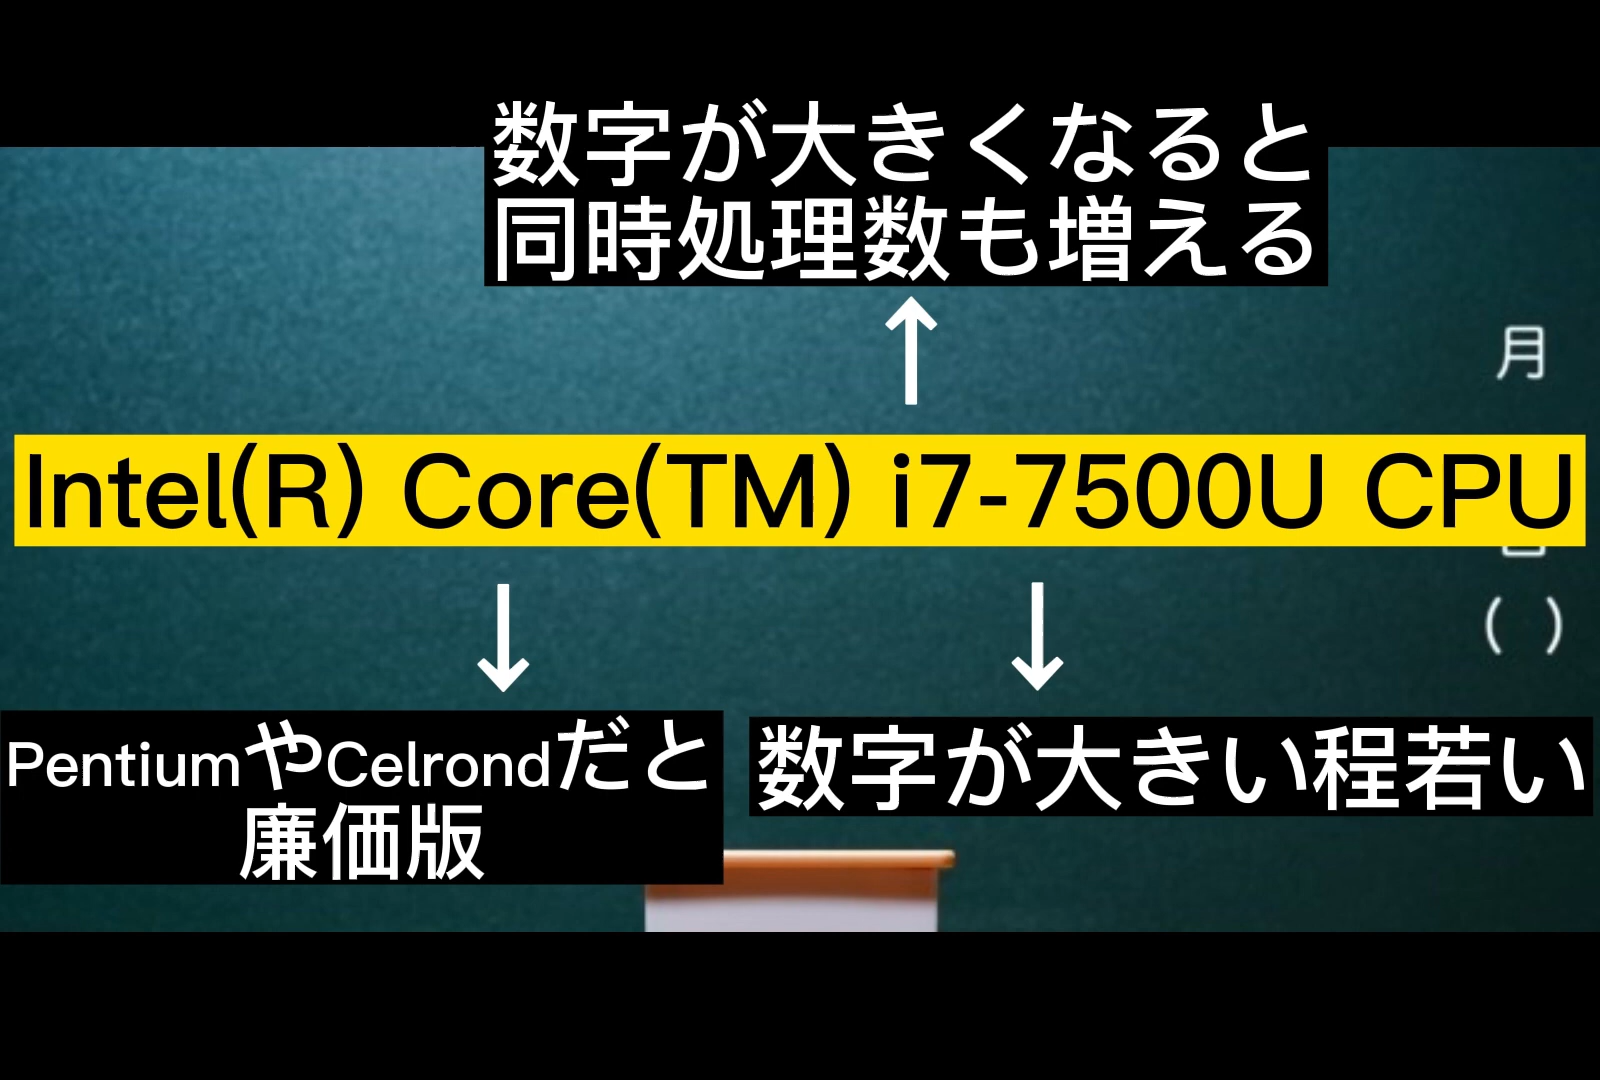 数字が大きくなると
同時処理数も増える
月
Intel(R) Core(TM) i7-7500U CPU
( )
PentiumやCelrondだと
廉価版
数字が大きい程若い